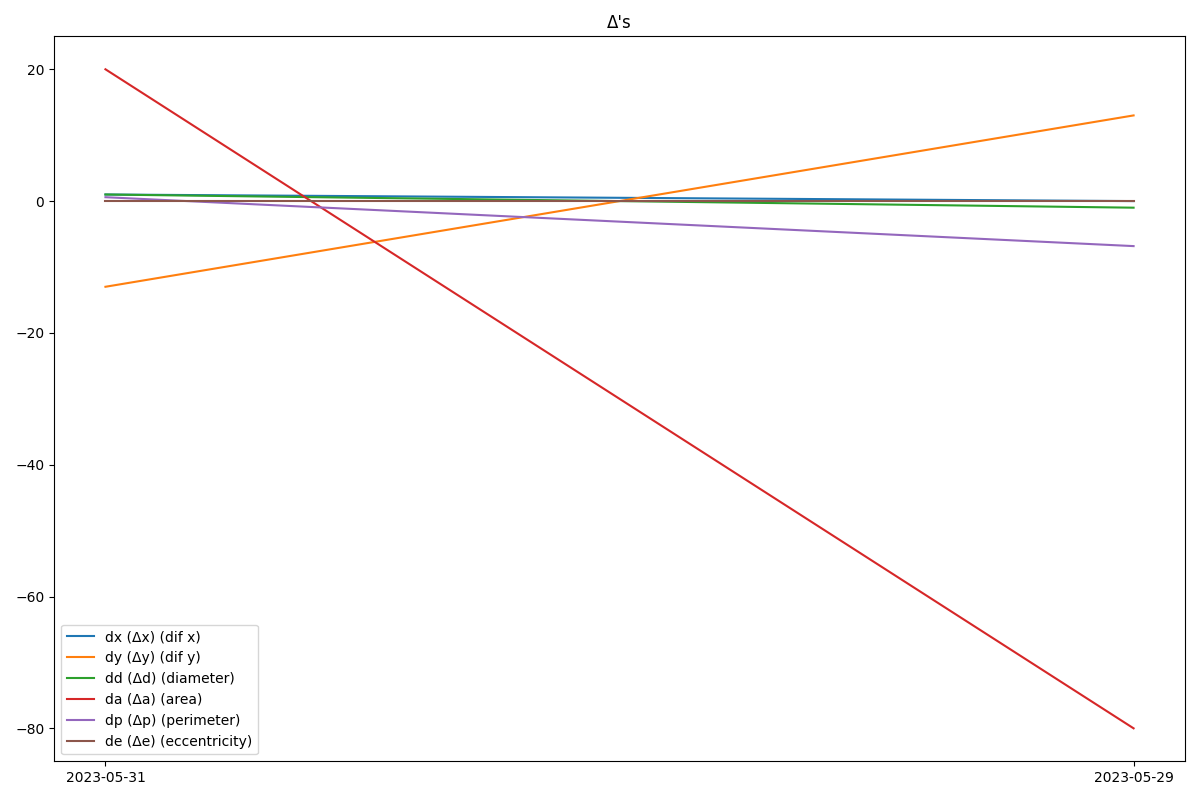 Δ's
20
0
−20
−40
−60
−80
dx (Δx) (dif x)
dy (Δy) (dif y)
dd (Δd) (diameter)
da (Δa) (area)
dp (Δp) (perimeter)
de (Δe) (eccentricity)
2023-05-31
2023-05-29